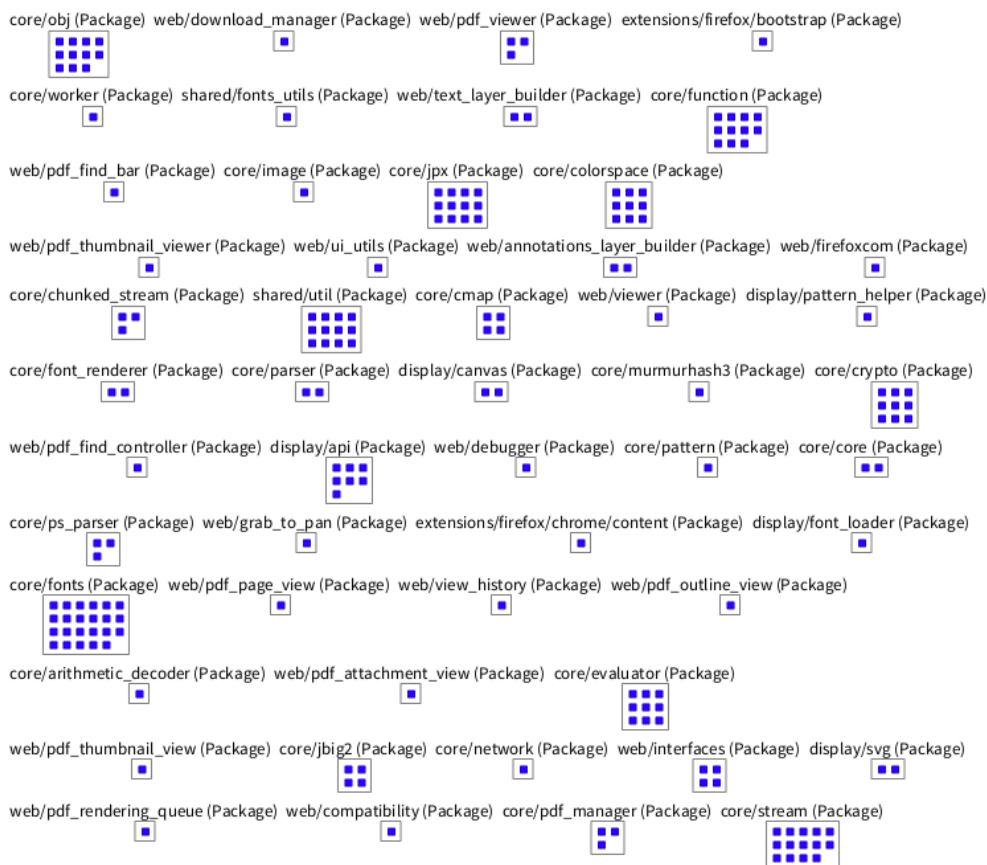 core/obj (Package) web/download_manager (Package) web/pdf_viewer (Package) extensions/firefox/bootstrap (Package)
core/worker (Package) shared/fonts_utils (Package) web/text_layer_builder (Package) core/function (Package)
web/pdf_find_bar (Package) core/image (Package) core/jpx (Package) core/colorspace (Package)
web/pdf_thumbnail_viewer (Package) web/ui_utils (Package) web/annotations_layer_builder (Package) web/firefoxcom (Package)
core/chunked_stream (Package) shared/util (Package) core/cmap (Package) web/viewer (Package) display/pattern_helper (Package)
core/font_renderer (Package) core/parser (Package) display/canvas (Package) core/murmurhash3 (Package) core/crypto (Package)
web/pdf_find_controller (Package) display/api (Package) web/debugger (Package) core/pattern (Package) core/core (Package)
core/ps_parser (Package) web/grab_to_pan (Package) extensions/firefox/chrome/content (Package) display/font_loader (Package)
core/fonts (Package) web/pdf_page_view (Package) web/view_history (Package) web/pdf_outline_view (Package)
core/arithmetic_decoder (Package) web/pdf_attachment_view (Package) core/evaluator (Package)
web/pdf_thumbnail_view (Package) core/jbig2 (Package) core/network (Package) web/interfaces (Package) display/svg (Package)
web/pdf_rendering_queue (Package) web/compatibility (Package) core/pdf_manager (Package) core/stream (Package)